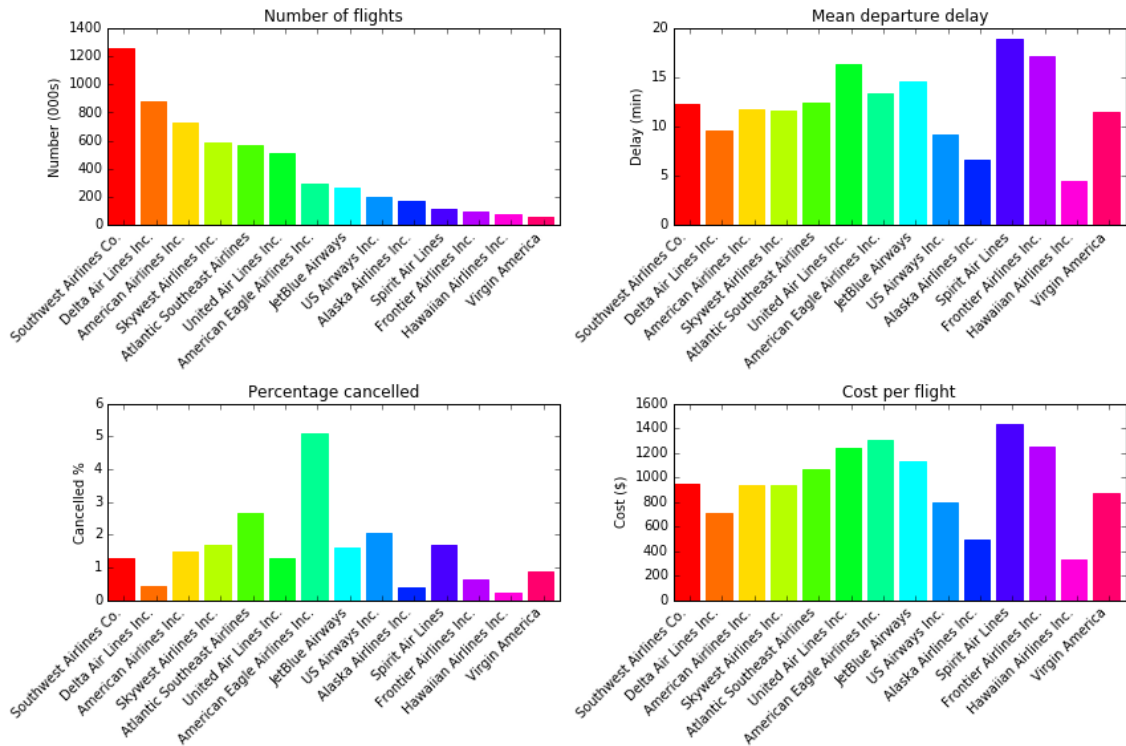 Number of flights
Number (000s)
1400
1200
1000
800
600
400
200
0
Southwest Airlines Co.
Delta Air Lines Inc.
American Airlines Inc.
Skywest Airlines Inc.
Atlantic Southeast Airlines
United Air Lines Inc.
American Eagle Airlines Inc.
JetBlue Airways
US Airways Inc.
Alaska Airlines Inc.
Spirit Air Lines
Frontier Airlines Inc.
Hawaiian Airlines Inc.
Virgin America
Mean departure delay
Delay (min)
20
15
10
5
0
Southwest Airlines Co.
Delta Air Lines Inc.
American Airlines Inc.
Skywest Airlines Inc.
Atlantic Southeast Airlines
United Air Lines Inc.
American Eagle Airlines Inc.
JetBlue Airways
US Airways Inc.
Alaska Airlines Inc.
Spirit Air Lines
Frontier Airlines Inc.
Hawaiian Airlines Inc.
Virgin America
Percentage cancelled
Cancelled %
6
5
4
3
2
1
0
Southwest Airlines Co.
Delta Air Lines Inc.
American Airlines Inc.
Skywest Airlines Inc.
Atlantic Southeast Airlines
United Air Lines Inc.
American Eagle Airlines Inc.
JetBlue Airways
US Airways Inc.
Alaska Airlines Inc.
Spirit Air Lines
Frontier Airlines Inc.
Hawaiian Airlines Inc.
Virgin America
Cost per flight
Cost ($)
1600
1400
1200
1000
800
600
400
200
0
Southwest Airlines Co.
Delta Air Lines Inc.
American Airlines Inc.
Skywest Airlines Inc.
Atlantic Southeast Airlines
United Air Lines Inc.
American Eagle Airlines Inc.
JetBlue Airways
US Airways Inc.
Alaska Airlines Inc.
Spirit Air Lines
Frontier Airlines Inc.
Hawaiian Airlines Inc.
Virgin America